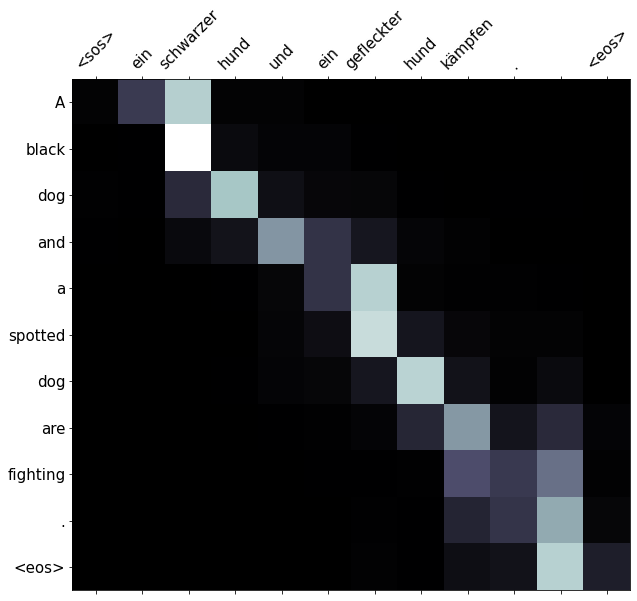 <sos> ein schwarzer hund und ein gefleckter hund kämpfen . <eos>
A
black
dog
and
a
spotted
dog
are
fighting
.
<eos>